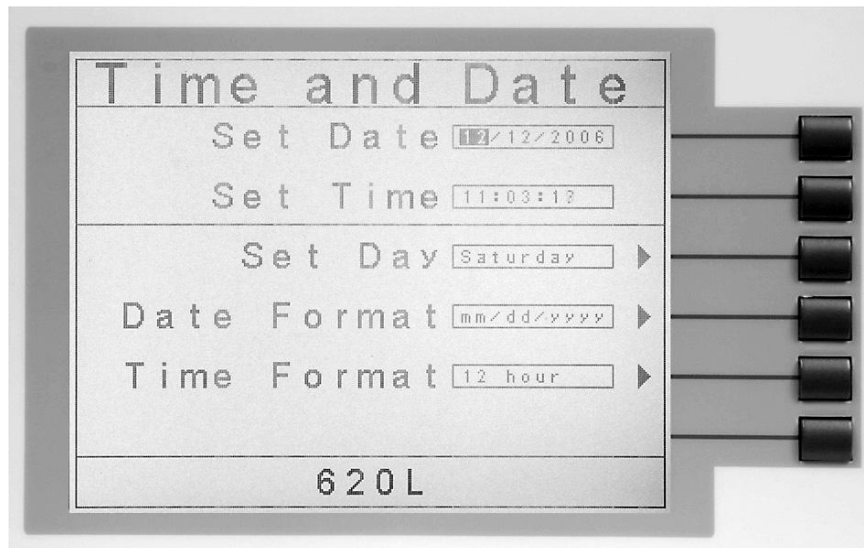 Time and Date
Set Date 12/12/2006
Set Time
Set Day Saturday
Date Format mm/dd/yyyy
Time Format 12 hour
620L